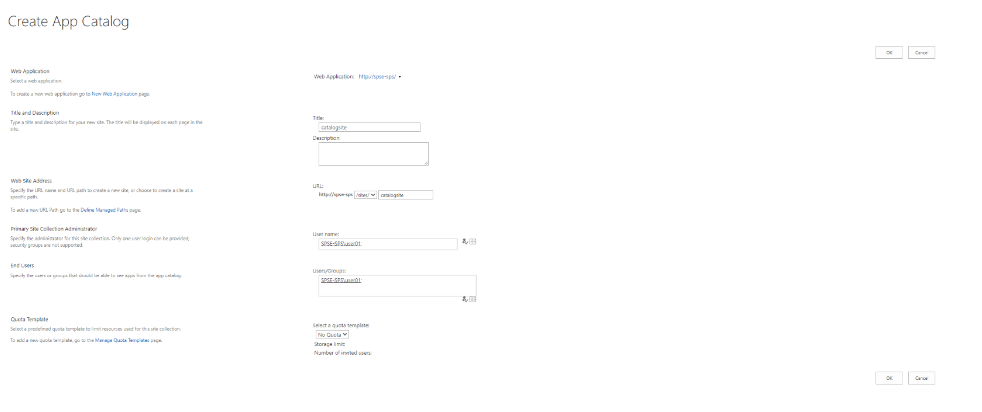 Create App Catalog
OK Cancel
Web Application
Select a web application.
To create a new web application go to New Web Application page.
Web Application: http://spse-sps/
Title and Description
Type a title and description for your new site. The title will be displayed on each page in the
site.
Title:
catalogsite
Description:
Web Site Address
Specify the URL name and URL path to create a new site, or choose to create a site at a
specific path.
To add a new URL Path go to the Define Managed Paths page.
URL:
http://spse-sps /sites/ catalogsite
Primary Site Collection Administrator
Specify the administrator for this site collection. Only one user login can be provided;
security groups are not supported.
User name:
SPSE-SPS\user01;
End Users
Specify the users or groups that should be able to see apps from the app catalog.
Users/Groups:
SPSE-SPS\user01;
Quota Template
Select a predefined quota template to limit resources used for this site collection.
To add a new quota template, go to the Manage Quota Templates page.
Select a quota template:
No Quota
Storage limit:
Number of invited users:
OK Cancel